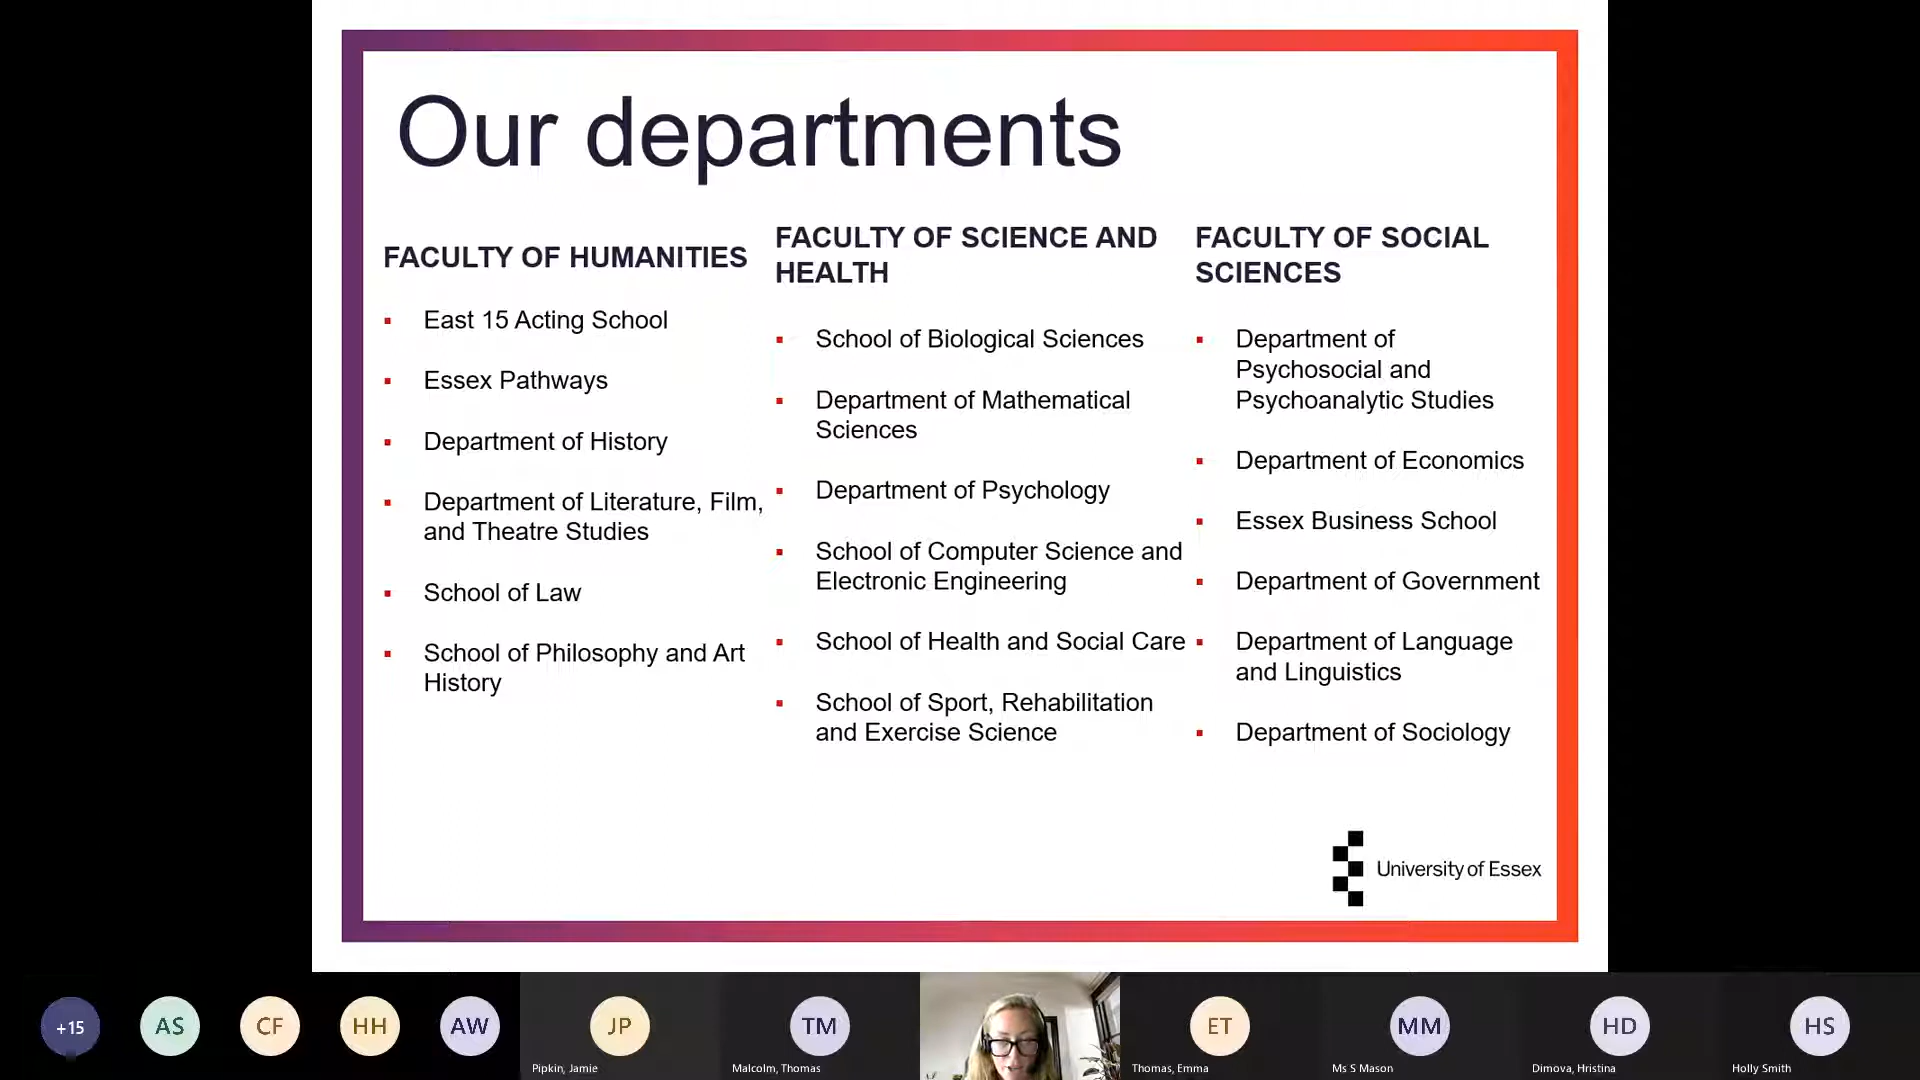 Our departments
FACULTY OF HUMANITIES
East 15 Acting School
Essex Pathways
Department of History
Department of Literature, Film,
and Theatre Studies
School of Law
School of Philosophy and Art
History
FACULTY OF SCIENCE AND
HEALTH
School of Biological Sciences
Department of Mathematical
Sciences
Department of Psychology
School of Computer Science and
Electronic Engineering
School of Health and Social Care
School of Sport, Rehabilitation
and Exercise Science
FACULTY OF SOCIAL
SCIENCES
Department of
Psychosocial and
Psychoanalytic Studies
Department of Economics
Essex Business School
Department of Government
Department of Language
and Linguistics
Department of Sociology
University of Essex
+15
AS
CF
HH
AW
JP
Pipkin, Jamie
TM
Malcolm, Thomas
ET
Thomas, Emma
MM
Ms S Mason
HD
Dimova, Hristina
HS
Holly Smith